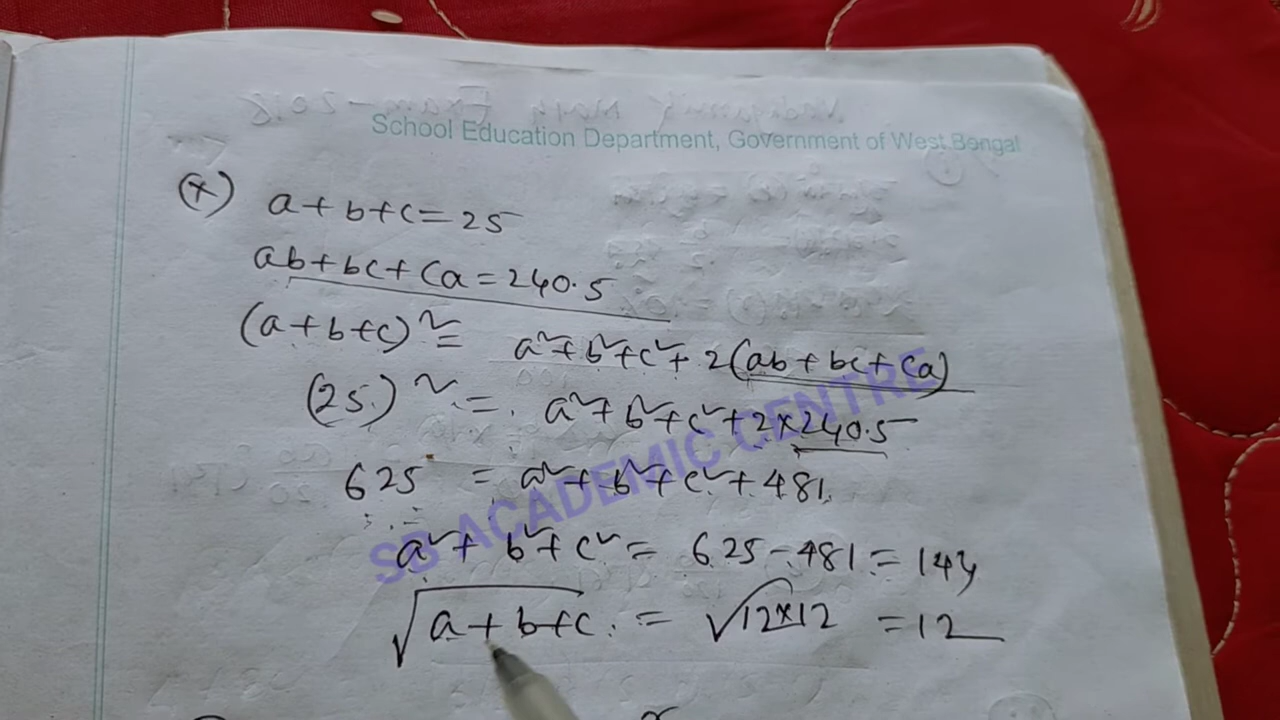 School Education Department, Government of West Bengal
(x) a+b+c=25
ab+bc+ca=240.5
(a+b+c)² = a²+b²+c²+2(ab+bc+ca)
(25.)² = a²+b²+c²+2×240.5
625 = a²+b²+c²+481
a²+b²+c² = 625-481 = 144
√a+b+c = √12×12 = 12
SB ACADEMIC CENTRE